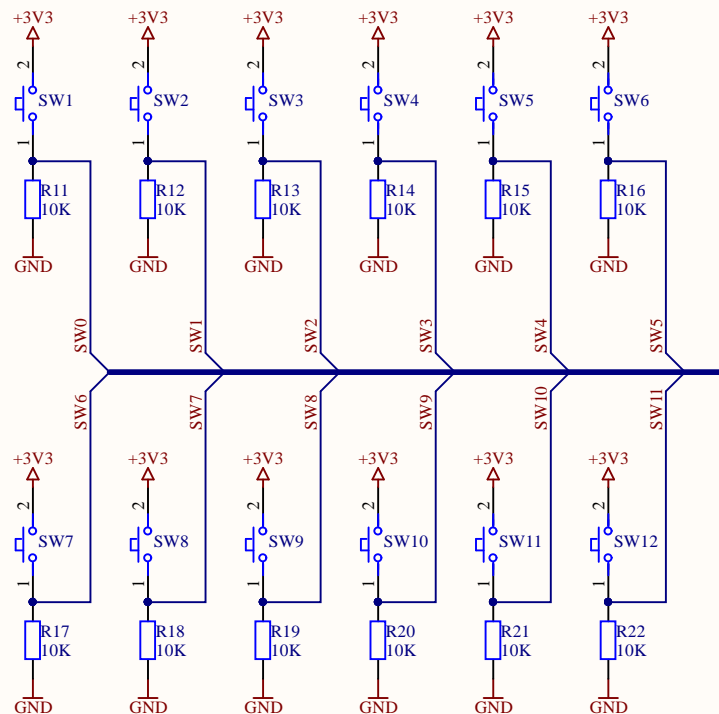 +3V3 +3V3 +3V3 +3V3 +3V3 +3V3
2 2 2 2 2 2
SW1 SW2 SW3 SW4 SW5 SW6
1 1 1 1 1 1
R11 R12 R13 R14 R15 R16
10K 10K 10K 10K 10K 10K
GND GND GND GND GND GND
SW0 SW1 SW2 SW3 SW4 SW5
SW6 SW7 SW8 SW9 SW10 SW11
+3V3 +3V3 +3V3 +3V3 +3V3 +3V3
2 2 2 2 2 2
SW7 SW8 SW9 SW10 SW11 SW12
1 1 1 1 1 1
R17 R18 R19 R20 R21 R22
10K 10K 10K 10K 10K 10K
GND GND GND GND GND GND